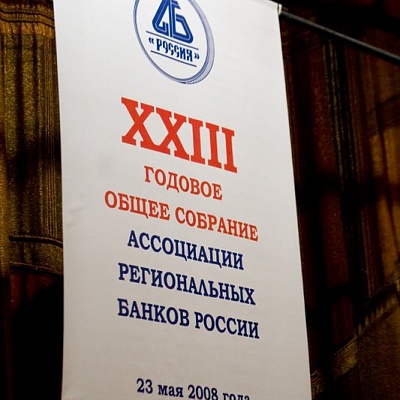 «РОССИЯ»
XXIII
ГОДОВОЕ
ОБЩЕЕ СОБРАНИЕ
АССОЦИАЦИИ
РЕГИОНАЛЬНЫХ
БАНКОВ РОССИИ
23 мая 2008 года